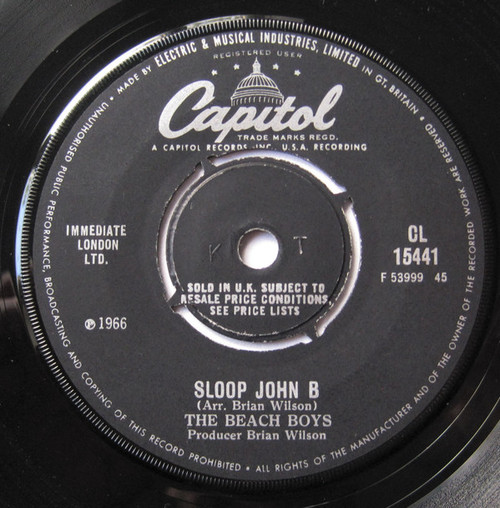 MADE BY ELECTRIC & MUSICAL INDUSTRIES, LIMITED IN GT. BRITAIN • ALL RIGHTS OF THE MANUFACTURER AND OF THE OWNER OF THE RECORDED WORK ARE RESERVED • UNAUTHORISED PUBLIC PERFORMANCE, BROADCASTING AND COPYING OF THIS RECORD PROHIBITED •
REGISTERED USER
Capitol
TRADE MARKS REGD.
A CAPITOL RECORDS, INC., U.S.A. RECORDING
IMMEDIATE
LONDON
LTD.
℗ 1966
CL
15441
F 53999 45
K T
SOLD IN U.K. SUBJECT TO
RESALE PRICE CONDITIONS,
SEE PRICE LISTS
SLOOP JOHN B
(Arr. Brian Wilson)
THE BEACH BOYS
Producer Brian Wilson